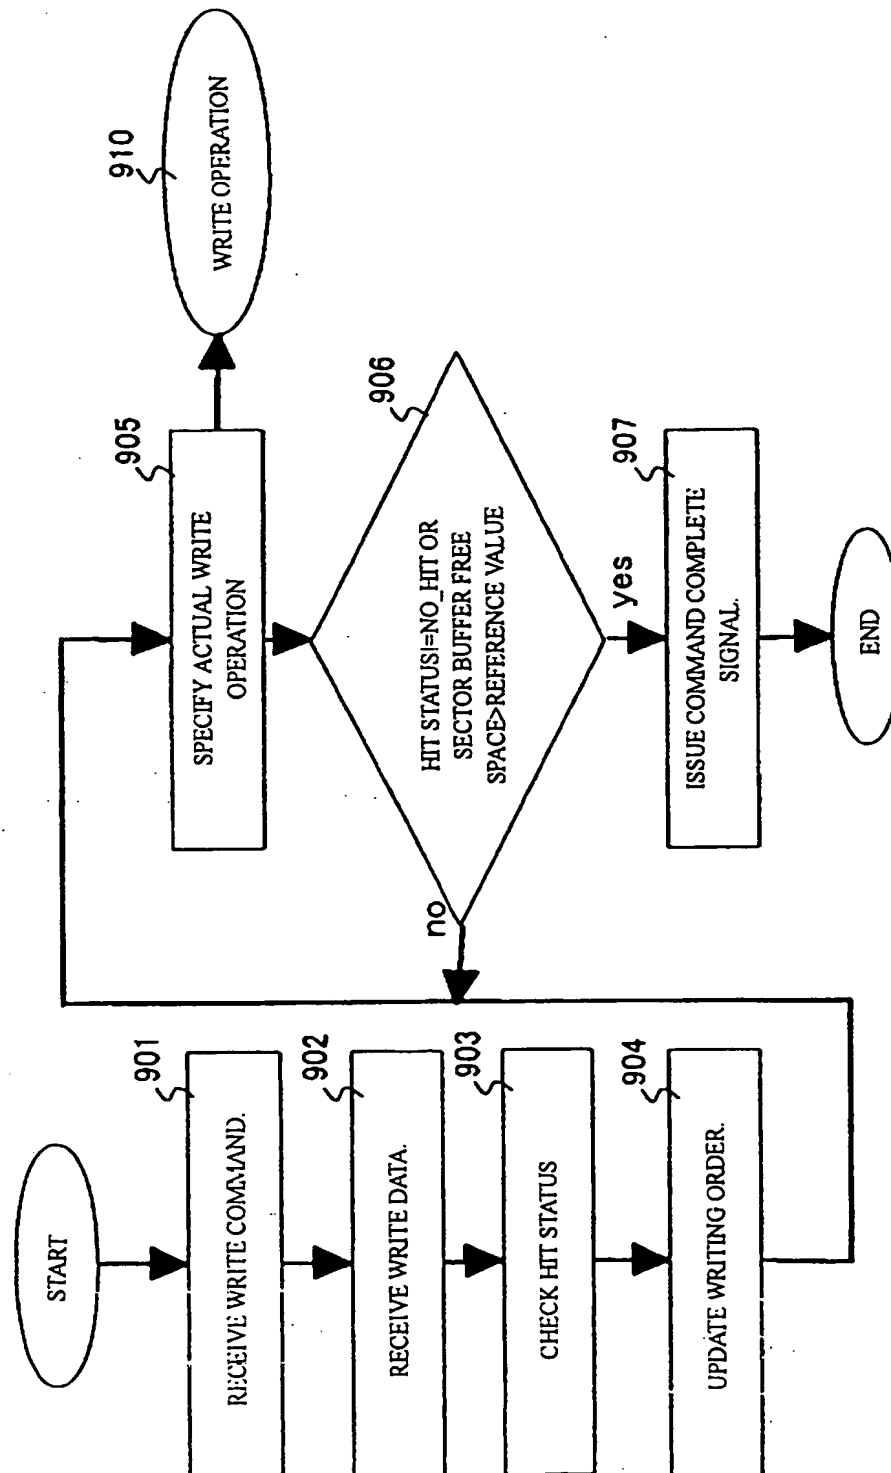 START
901
RECEIVE WRITE COMMAND.
902
RECEIVE WRITE DATA.
903
CHECK HIT STATUS
904
UPDATE WRITING ORDER.
905
SPECIFY ACTUAL WRITE
OPERATION
910
WRITE OPERATION
906
HIT STATUS!=NO_HIT OR
SECTOR BUFFER FREE
SPACE>REFERENCE VALUE
no
yes
907
ISSUE COMMAND COMPLETE
SIGNAL.
END